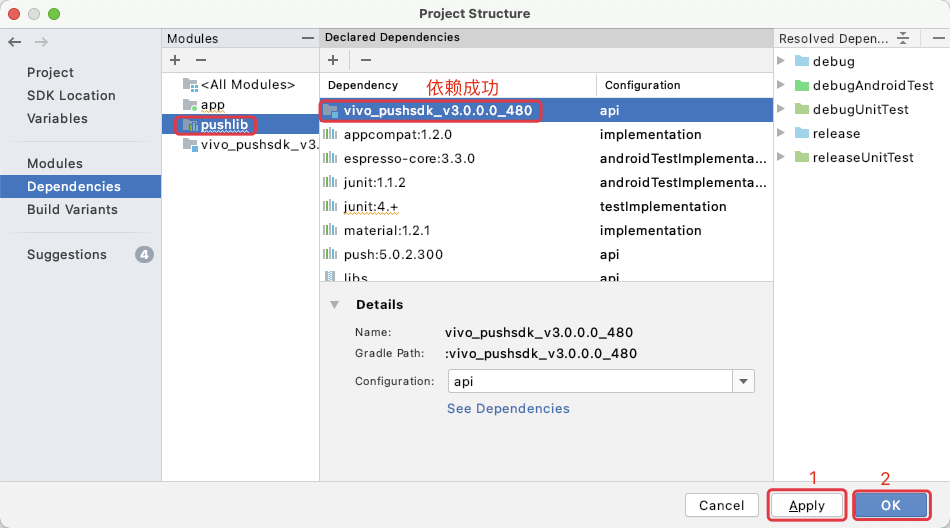 Project Structure
Project
SDK Location
Variables
Modules
Dependencies
Build Variants
Suggestions
4
Modules
<All Modules>
app
pushlib
vivo_pushsdk_v3.
Declared Dependencies
Dependency
依赖成功
Configuration
vivo_pushsdk_v3.0.0.0_480
api
appcompat:1.2.0
implementation
espresso-core:3.3.0
androidTestImplementa...
junit:1.1.2
androidTestImplementa...
junit:4.+
testImplementation
material:1.2.1
implementation
push:5.0.2.300
api
libs
api
Details
Name:
vivo_pushsdk_v3.0.0.0_480
Gradle Path:
:vivo_pushsdk_v3.0.0.0_480
Configuration:
api
See Dependencies
Resolved Depen...
debug
debugAndroidTest
debugUnitTest
release
releaseUnitTest
1
2
Cancel
Apply
OK